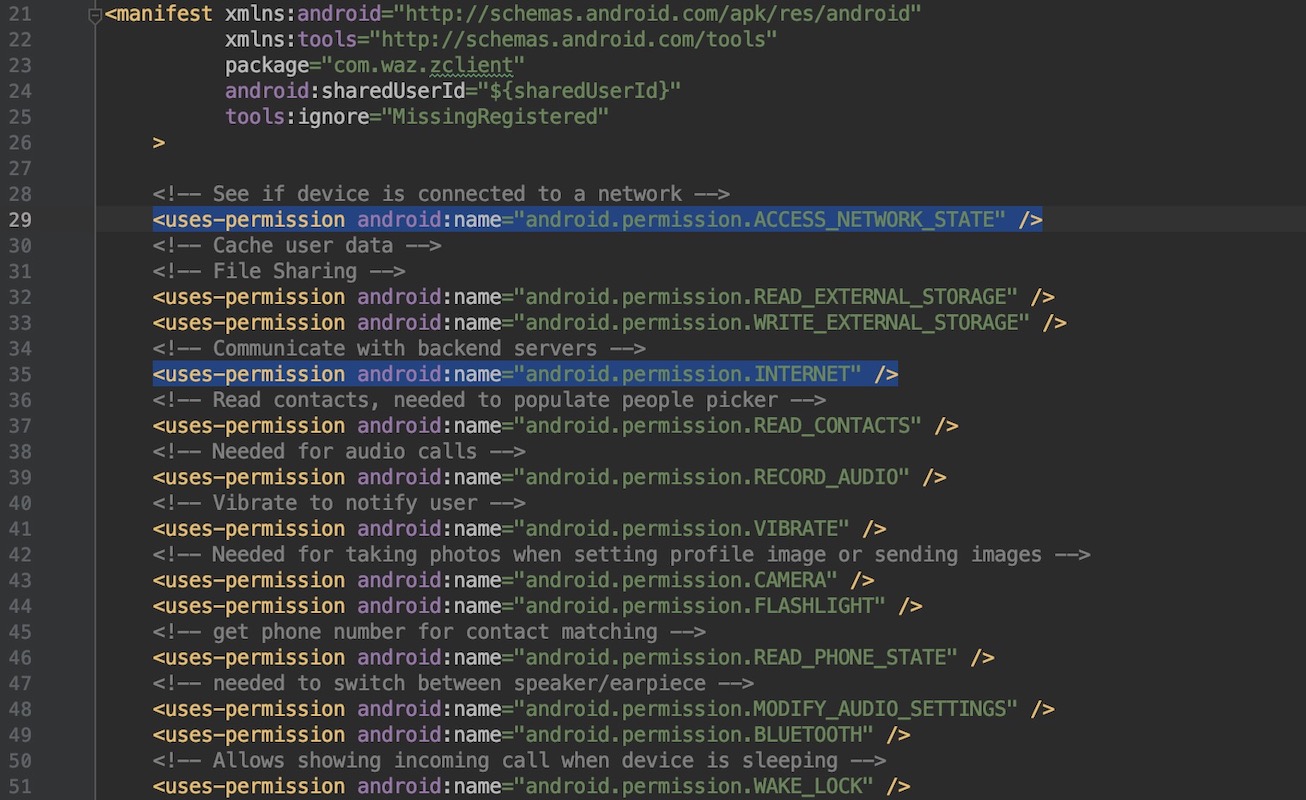 21 <manifest xmlns:android="http://schemas.android.com/apk/res/android"
22 xmlns:tools="http://schemas.android.com/tools"
23 package="com.waz.zclient"
24 android:sharedUserId="${sharedUserId}"
25 tools:ignore="MissingRegistered"
26 >
27
28 <!-- See if device is connected to a network -->
29 <uses-permission android:name="android.permission.ACCESS_NETWORK_STATE" />
30 <!-- Cache user data -->
31 <!-- File Sharing -->
32 <uses-permission android:name="android.permission.READ_EXTERNAL_STORAGE" />
33 <uses-permission android:name="android.permission.WRITE_EXTERNAL_STORAGE" />
34 <!-- Communicate with backend servers -->
35 <uses-permission android:name="android.permission.INTERNET" />
36 <!-- Read contacts, needed to populate people picker -->
37 <uses-permission android:name="android.permission.READ_CONTACTS" />
38 <!-- Needed for audio calls -->
39 <uses-permission android:name="android.permission.RECORD_AUDIO" />
40 <!-- Vibrate to notify user -->
41 <uses-permission android:name="android.permission.VIBRATE" />
42 <!-- Needed for taking photos when setting profile image or sending images -->
43 <uses-permission android:name="android.permission.CAMERA" />
44 <uses-permission android:name="android.permission.FLASHLIGHT" />
45 <!-- get phone number for contact matching -->
46 <uses-permission android:name="android.permission.READ_PHONE_STATE" />
47 <!-- needed to switch between speaker/earpiece -->
48 <uses-permission android:name="android.permission.MODIFY_AUDIO_SETTINGS" />
49 <uses-permission android:name="android.permission.BLUETOOTH" />
50 <!-- Allows showing incoming call when device is sleeping -->
51 <uses-permission android:name="android.permission.WAKE_LOCK" />